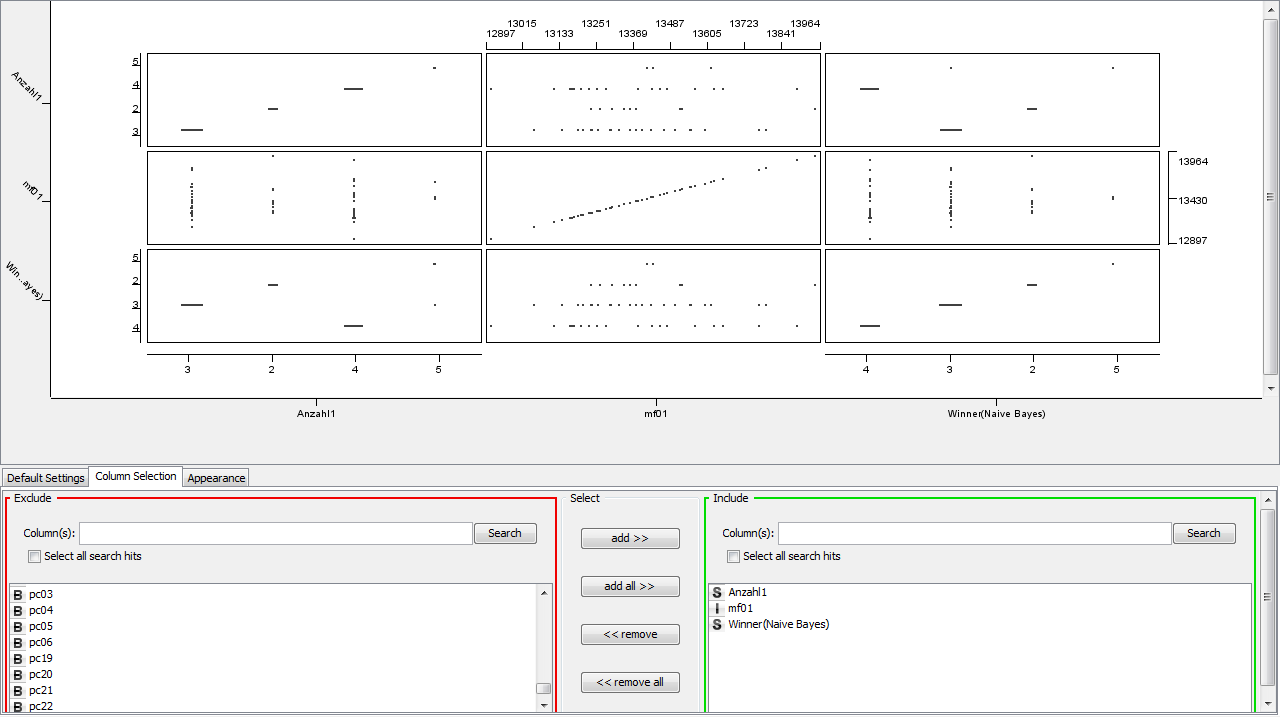 13015 13251 13487 13723 13964
12897 13133 13369 13605 13841
Anzahl1
5
4
2
3
mf01
13964
13430
12897
Win..ayes)
5
2
3
4
3 2 4 5
4 3 2 5
Anzahl1 mf01 Winner(Naive Bayes)
Default Settings Column Selection Appearance
Exclude
Column(s): Search
Select all search hits
B pc03
B pc04
B pc05
B pc06
B pc19
B pc20
B pc21
B pc22
Select
add >>
add all >>
<< remove
<< remove all
Include
Column(s): Search
Select all search hits
S Anzahl1
I mf01
S Winner(Naive Bayes)